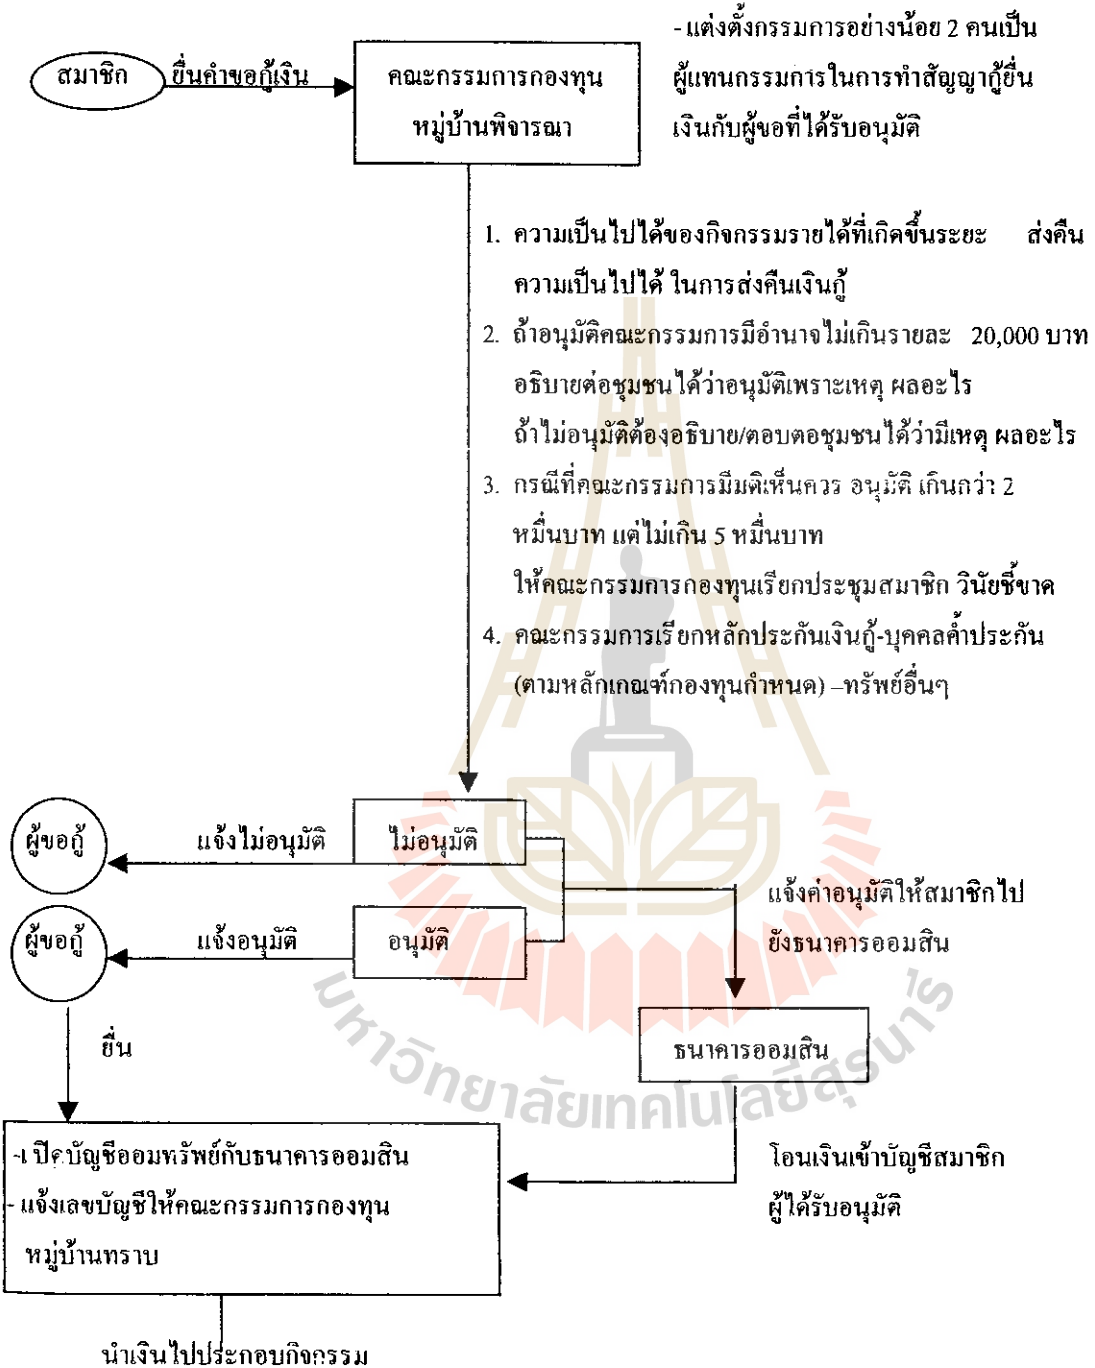 - แต่งตั้งกรรมการอย่างน้อย 2 คนเป็น
ผู้แทนกรรมการในการทำสัญญากู้ยืม
เงินกับผู้ขอที่ได้รับอนุมัติ
สมาชิก
ยื่นคำขอกู้เงิน
คณะกรรมการกองทุน
หมู่บ้านพิจารณา
1. ความเป็นไปได้ของกิจกรรมรายได้ที่เกิดขึ้นระยะ ส่งคืน
ความเป็นไปได้ ในการส่งคืนเงินกู้
2. ถ้าอนุมัติคณะกรรมการมีอำนาจไม่เกินรายละ 20,000 บาท
อธิบายต่อชุมชนได้ว่าอนุมัติเพราะเหตุ ผลอะไร
ถ้าไม่อนุมัติต้องอธิบาย/ตอบตอชุมชนได้ว่ามีเหตุ ผลอะไร
3. กรณีที่คณะกรรมการมีมติเห็นควร อนุมัติ เกินกว่า 2
หมื่นบาท แต่ไม่เกิน 5 หมื่นบาท
ให้คณะกรรมการกองทุนเรียกประชุมสมาชิก วินัยชี้ขาด
4. คณะกรรมการเรียกหลักประกันเงินกู้-บุคคลค้ำประกัน
(ตามหลักเกณฑ์กองทุนกำหนด) –ทรัพย์อื่นๆ
ผู้ขอกู้
แจ้งไม่อนุมัติ
ไม่อนุมัติ
ผู้ขอกู้
แจ้งอนุมัติ
อนุมัติ
แจ้งคำอนุมัติให้สมาชิกไป
ยังธนาคารออมสิน
ยื่น
ธนาคารออมสิน
มหาวิทยาลัยเทคโนโลยีสุรนารี
-เปิดบัญชีออมทรัพย์กับธนาคารออมสิน
- แจ้งเลขบัญชีให้คณะกรรมการกองทุน
หมู่บ้านทราบ
โอนเงินเข้าบัญชีสมาชิก
ผู้ได้รับอนุมัติ
นำเงินไปประกอบกิจกรรม